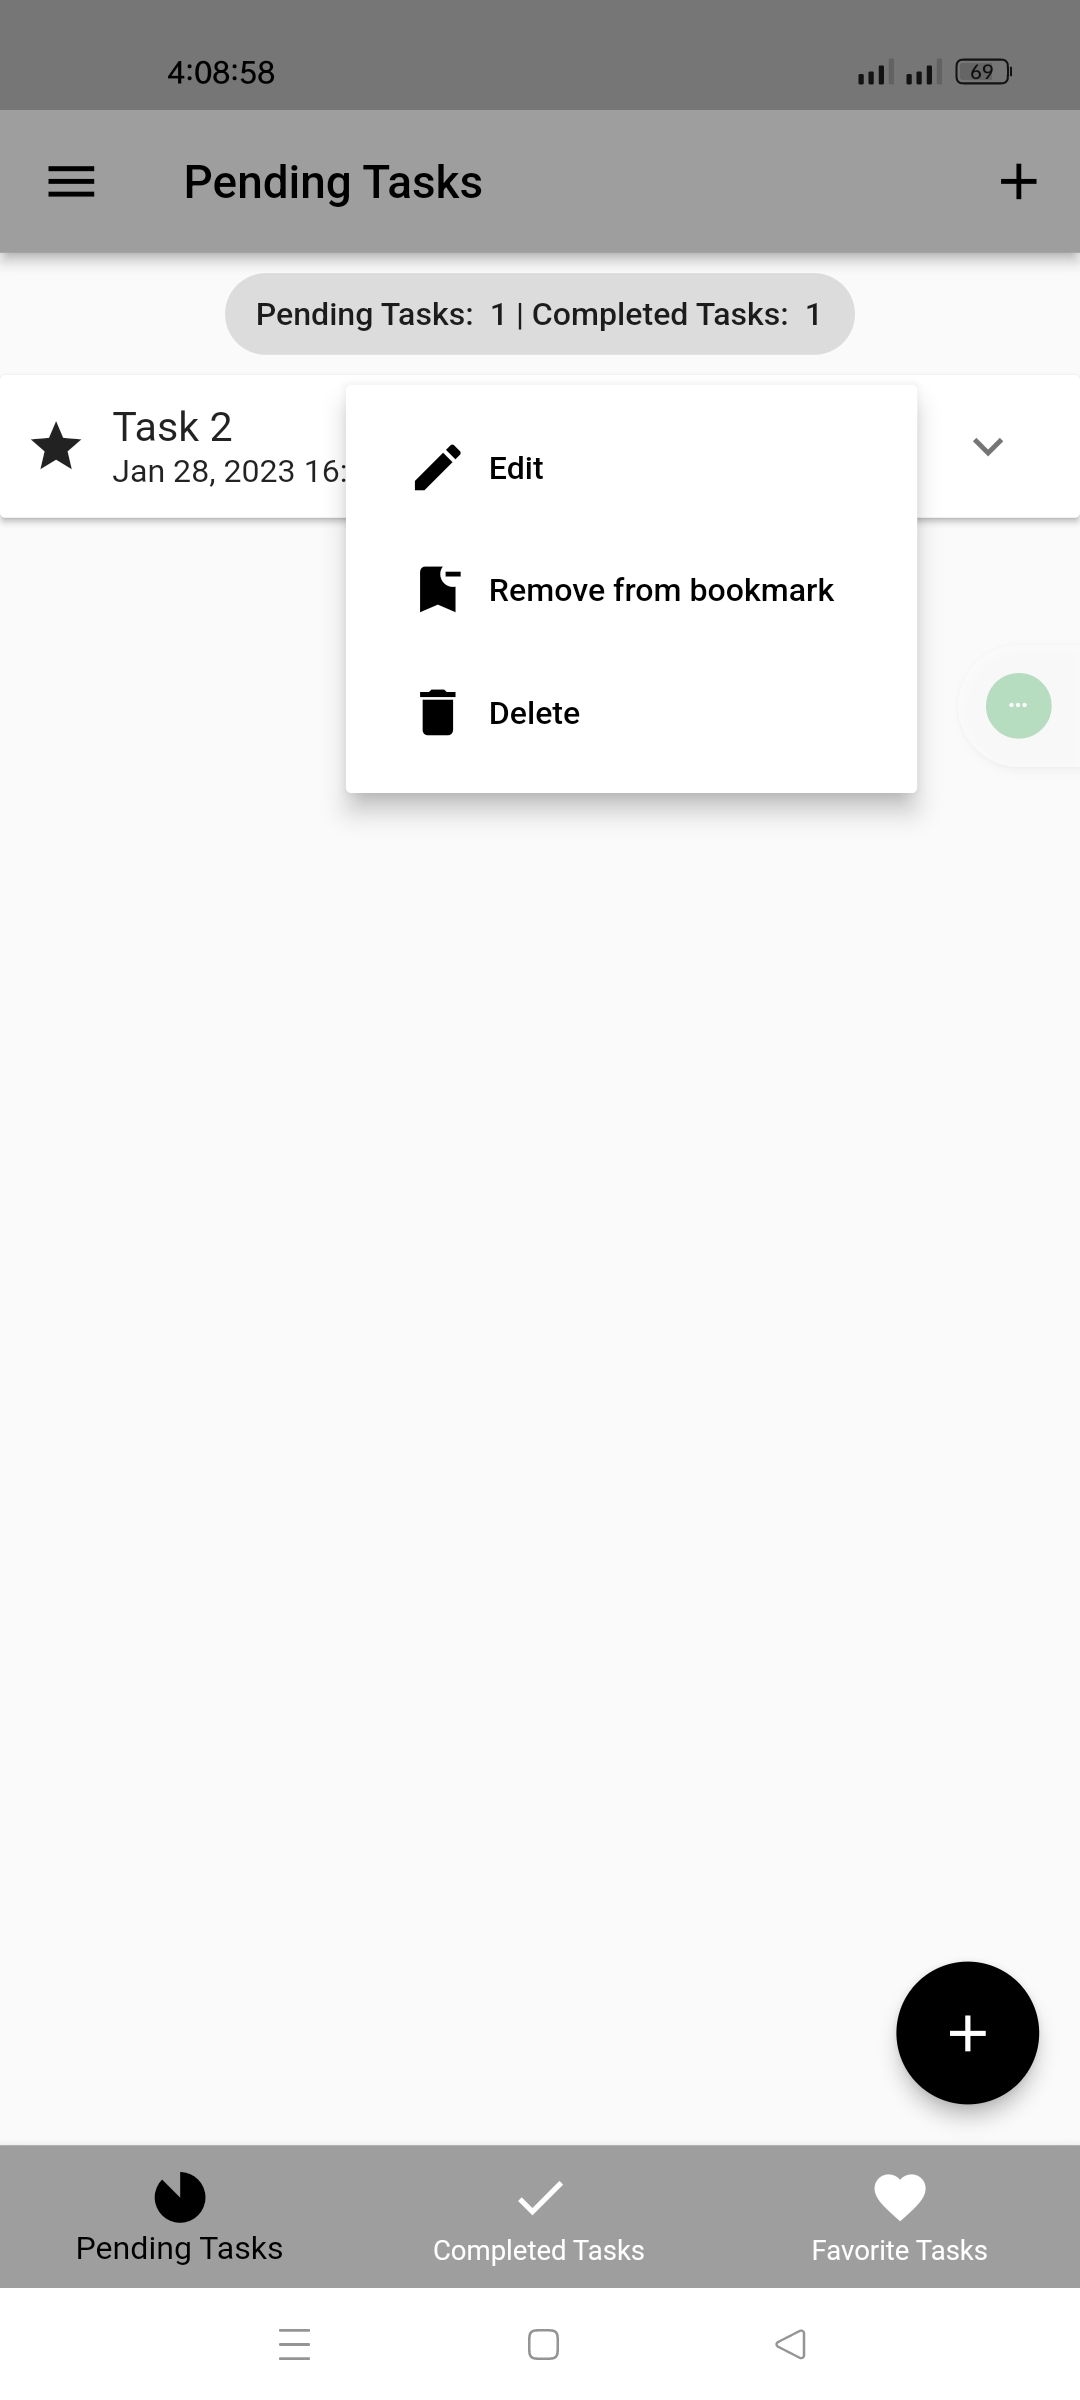 4:08:58
69
Pending Tasks
Pending Tasks: 1 | Completed Tasks: 1
Task 2
Jan 28, 2023 16:
Edit
Remove from bookmark
Delete
Pending Tasks
Completed Tasks
Favorite Tasks